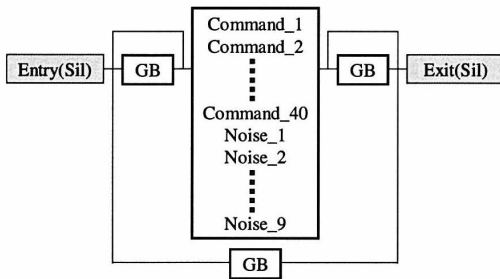 Command_1
Command_2
Entry(Sil)
GB
GB
Exit(Sil)
Command_40
Noise_1
Noise_2
Noise_9
GB